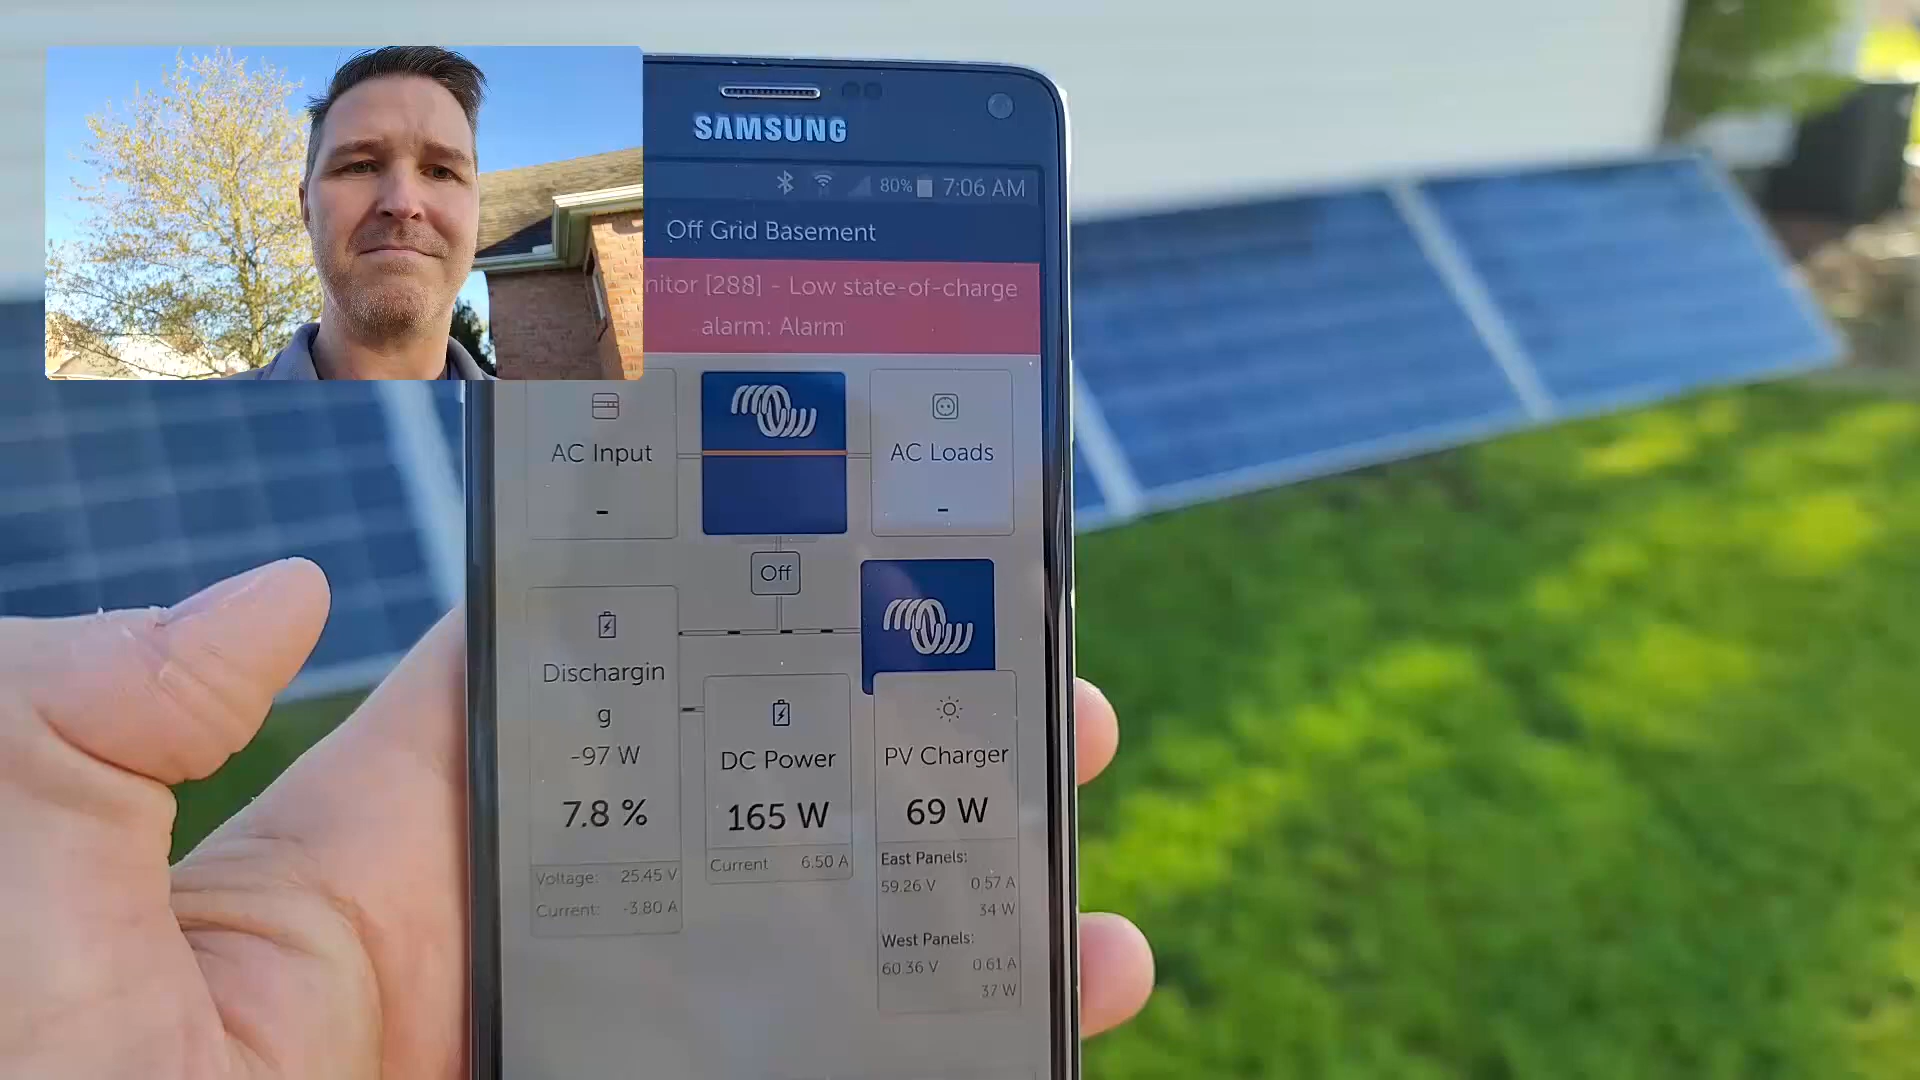 SAMSUNG
80% 7:06 AM
Off Grid Basement
nitor [288] - Low state-of-charge
alarm: Alarm
AC Input
-
AC Loads
-
Off
Dischargin
g
-97 W
7.8 %
Voltage: 25.45 V
Current: -3.80 A
DC Power
165 W
Current 6.50 A
PV Charger
69 W
East Panels:
59.26 V 0.57 A
34 W
West Panels:
60.36 V 0.61 A
37 W